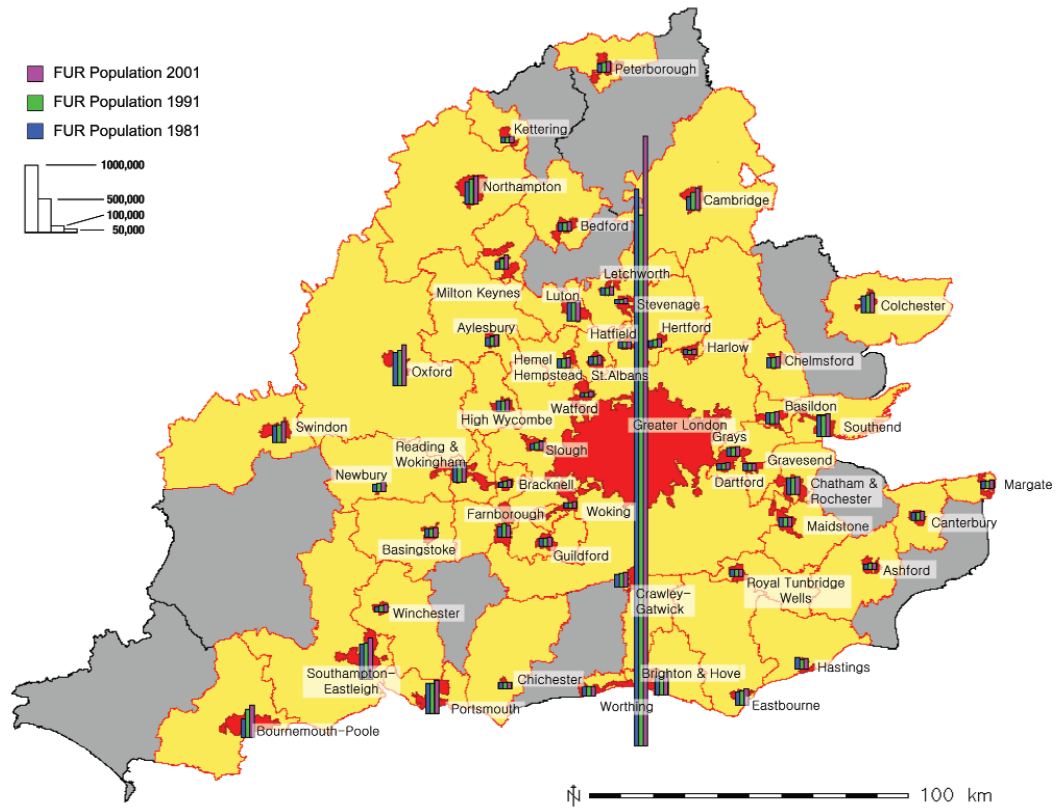 FUR Population 2001
FUR Population 1991
FUR Population 1981
1000,000
500,000
100,000
50,000
Peterborough
Kettering
Northampton
Cambridge
Bedford
Milton Keynes
Letchworth
Luton
Stevenage
Colchester
Aylesbury
Hatfield
Hertford
Harlow
Hemel
Hempstead
St.Albans
Chelmsford
Oxford
Watford
High Wycombe
Basildon
Southend
Swindon
Greater London
Reading &
Wokingham
Slough
Grays
Gravesend
Newbury
Bracknell
Dartford
Chatham &
Rochester
Margate
Farnborough
Woking
Maidstone
Canterbury
Basingstoke
Guildford
Ashford
Crawley-
Gatwick
Royal Tunbridge
Wells
Winchester
Southampton-
Eastleigh
Chichester
Brighton & Hove
Hastings
Portsmouth
Worthing
Eastbourne
Bournemouth-Poole
N
100 km